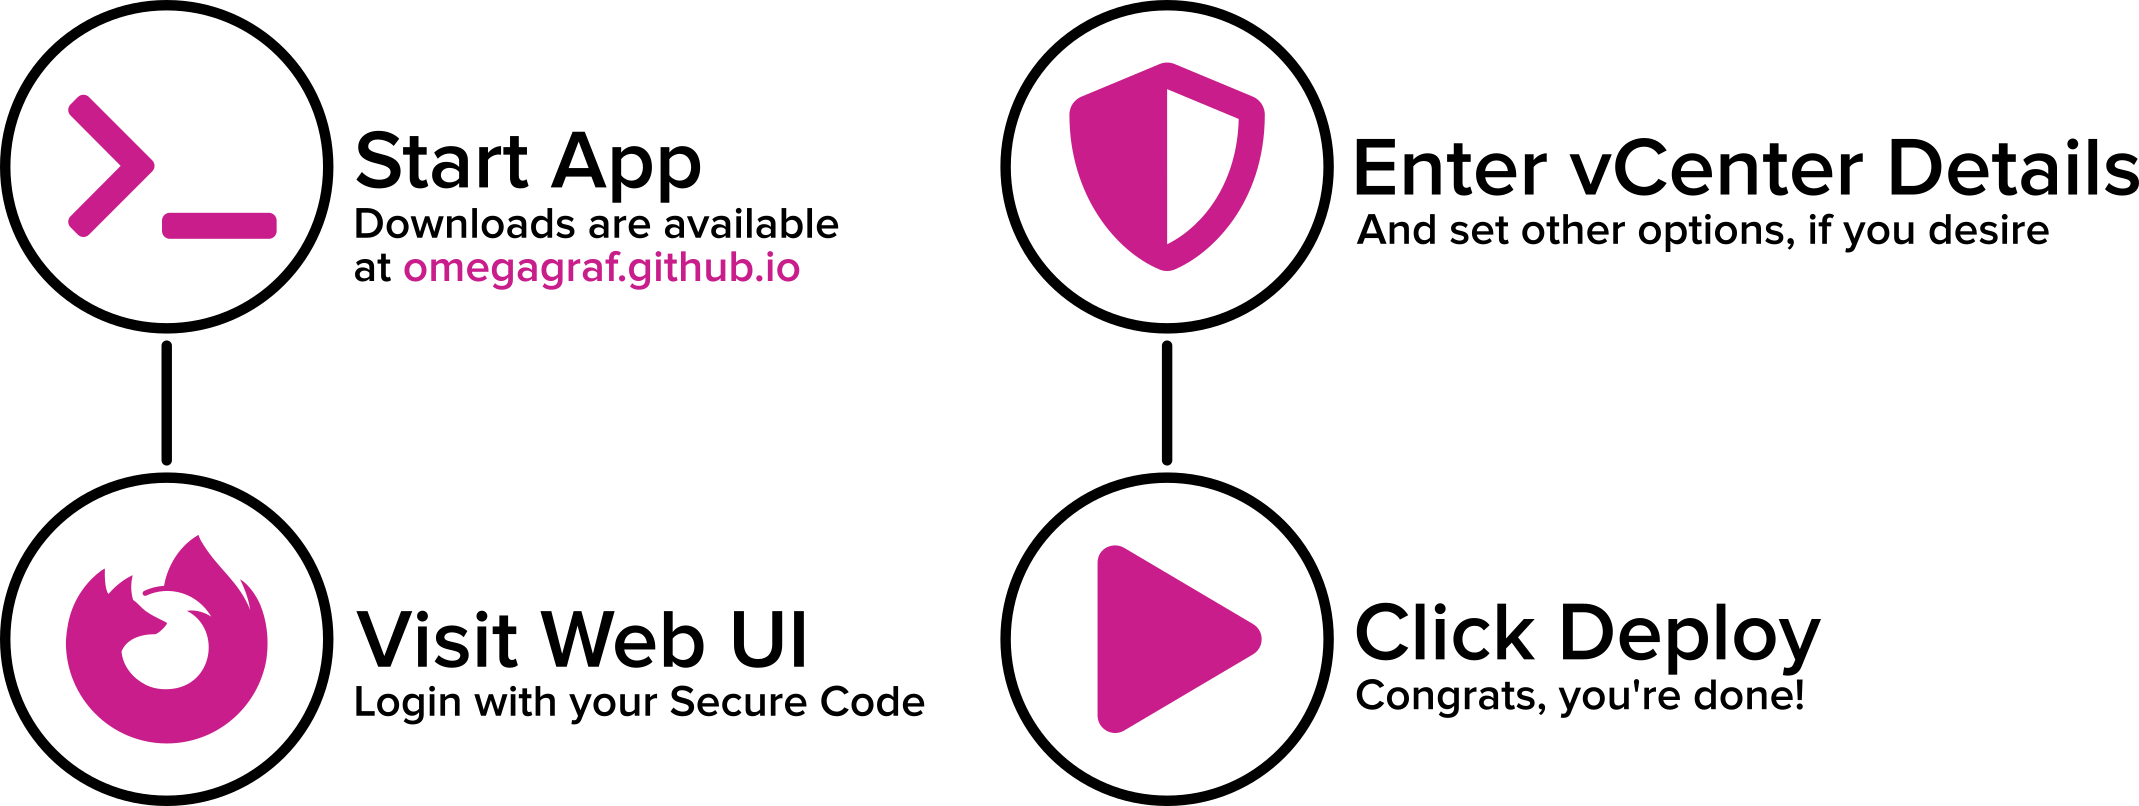 Start App
Downloads are available
at omegagraf.github.io
Visit Web UI
Login with your Secure Code
Enter vCenter Details
And set other options, if you desire
Click Deploy
Congrats, you're done!